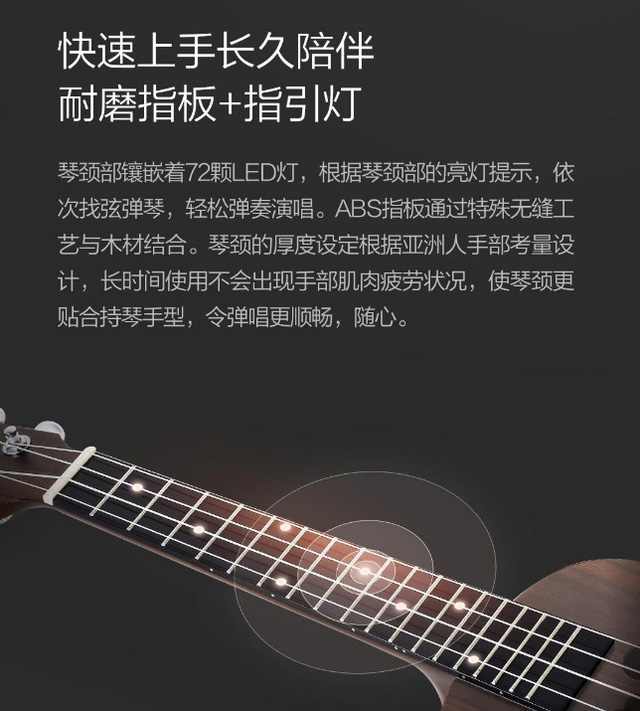 快速上手长久陪伴
耐磨指板+指引灯
琴颈部镶嵌着72颗LED灯，根据琴颈部的亮灯提示，依
次找弦弹琴，轻松弹奏演唱。ABS指板通过特殊无缝工
艺与木材结合。琴颈的厚度设定根据亚洲人手部考量设
计，长时间使用不会出现手部肌肉疲劳状况，使琴颈更
贴合持琴手型，令弹唱更顺畅，随心。